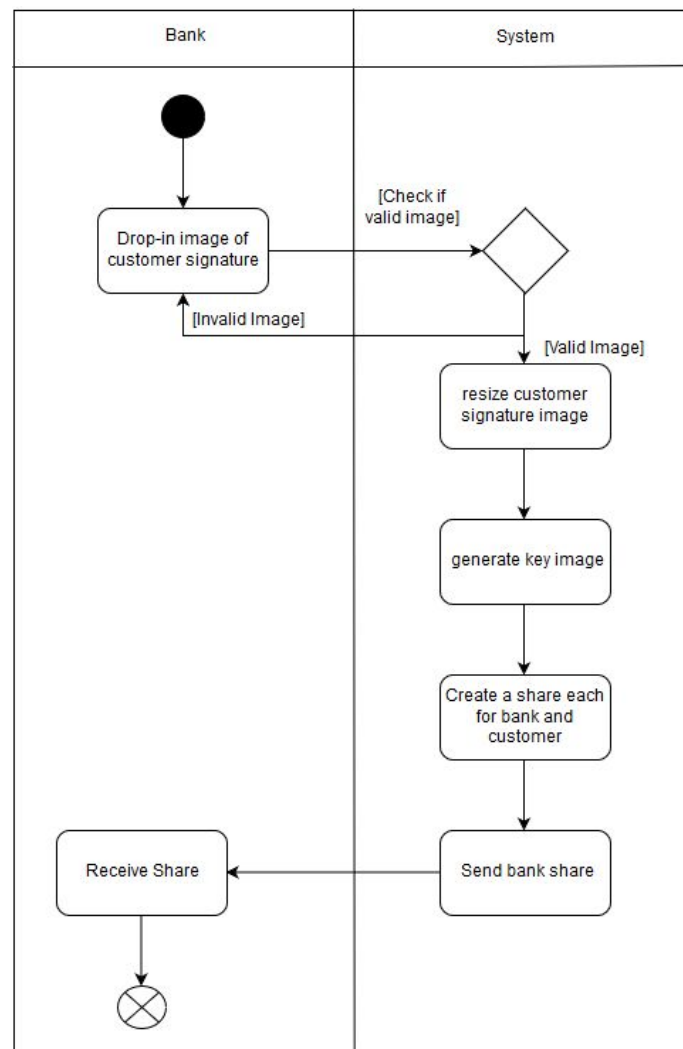 Bank
System
[Check if
valid image]
Drop-in image of
customer signature
[Invalid Image]
[Valid Image]
resize customer
signature image
generate key image
Create a share each
for bank and
customer
Receive Share
Send bank share